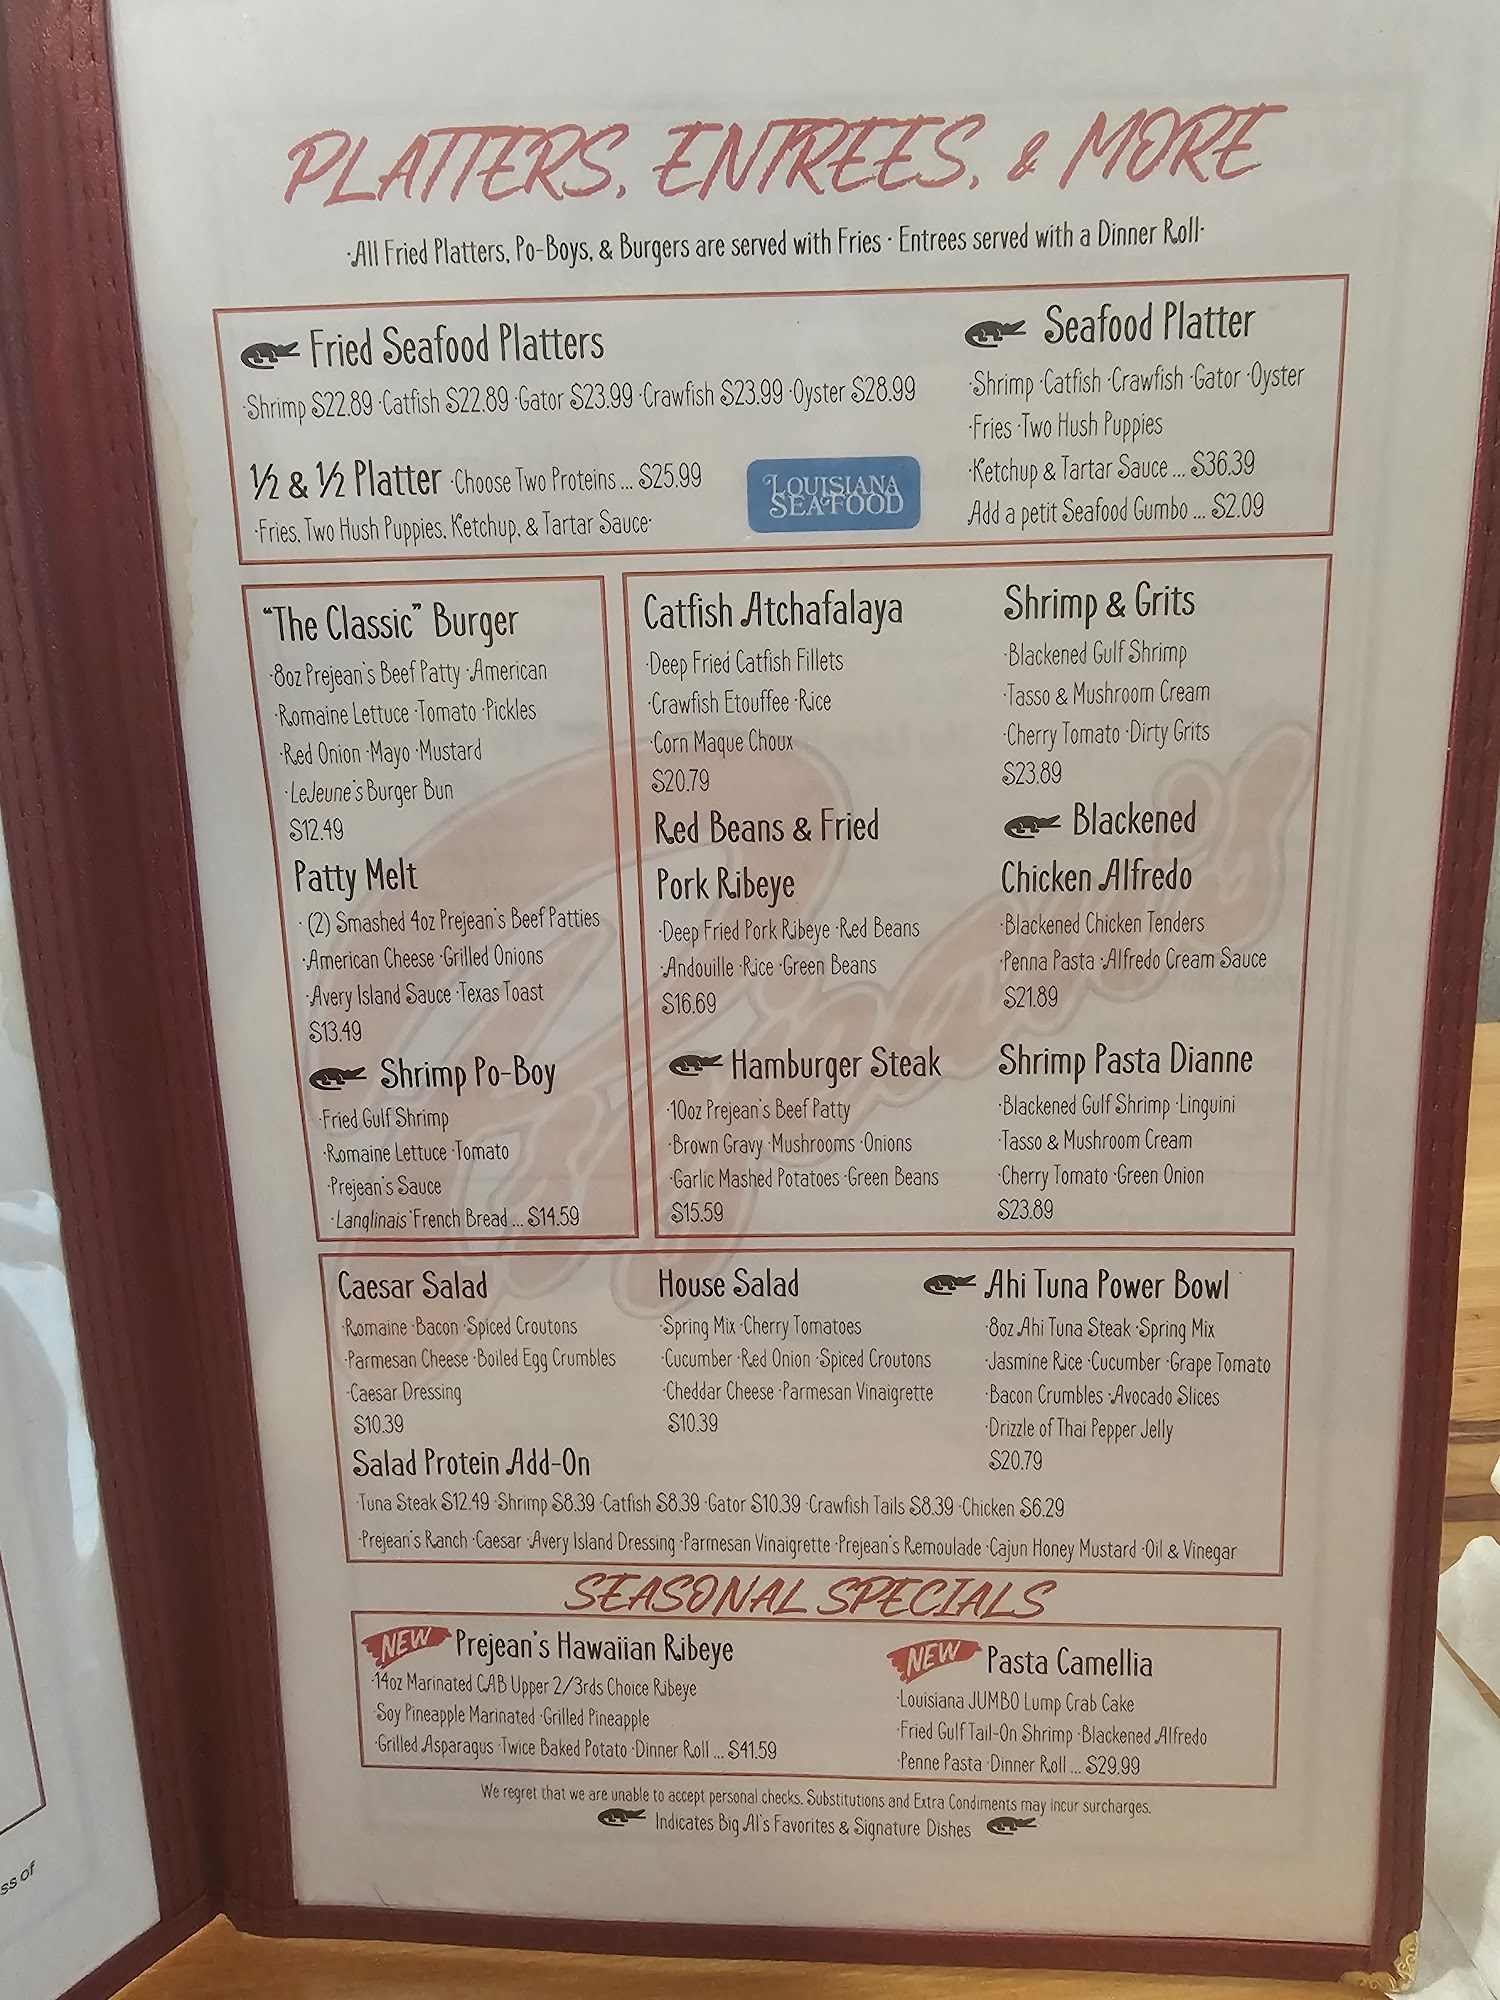 PLATTERS, ENTREES, & MORE
·All Fried Platters, Po-Boys, & Burgers are served with Fries · Entrees served with a Dinner Roll·
Fried Seafood Platters
·Shrimp $22.89 ·Catfish $22.89 ·Gator $23.99 ·Crawfish $23.99 ·Oyster $28.99
½ & ½ Platter ·Choose Two Proteins ... $25.99
·Fries, Two Hush Puppies, Ketchup, & Tartar Sauce·
LOUISIANA
SEAFOOD
Seafood Platter
·Shrimp ·Catfish ·Crawfish ·Gator ·Oyster
·Fries ·Two Hush Puppies
·Ketchup & Tartar Sauce ... $36.39
Add a petit Seafood Gumbo ... $2.09
"The Classic" Burger
·8oz Prejean's Beef Patty ·American
·Romaine Lettuce ·Tomato ·Pickles
·Red Onion ·Mayo ·Mustard
·LeJeune's Burger Bun
$12.49
Patty Melt
· (2) Smashed 4oz Prejean's Beef Patties
·American Cheese ·Grilled Onions
·Avery Island Sauce ·Texas Toast
$13.49
Shrimp Po-Boy
·Fried Gulf Shrimp
·Romaine Lettuce ·Tomato
·Prejean's Sauce
·Langlinais' French Bread ... $14.59
Catfish Atchafalaya
·Deep Fried Catfish Fillets
·Crawfish Etouffee ·Rice
·Corn Maque Choux
$20.79
Red Beans & Fried
Pork Ribeye
·Deep Fried Pork Ribeye ·Red Beans
·Andouille ·Rice ·Green Beans
$16.69
Hamburger Steak
·10oz Prejean's Beef Patty
·Brown Gravy ·Mushrooms ·Onions
·Garlic Mashed Potatoes ·Green Beans
$15.59
Shrimp & Grits
·Blackened Gulf Shrimp
·Tasso & Mushroom Cream
·Cherry Tomato ·Dirty Grits
$23.89
Blackened
Chicken Alfredo
·Blackened Chicken Tenders
·Penna Pasta ·Alfredo Cream Sauce
$21.89
Shrimp Pasta Dianne
·Blackened Gulf Shrimp ·Linguini
·Tasso & Mushroom Cream
·Cherry Tomato ·Green Onion
$23.89
Prejean's
Caesar Salad
·Romaine ·Bacon ·Spiced Croutons
·Parmesan Cheese ·Boiled Egg Crumbles
·Caesar Dressing
$10.39
House Salad
·Spring Mix ·Cherry Tomatoes
·Cucumber ·Red Onion ·Spiced Croutons
·Cheddar Cheese ·Parmesan Vinaigrette
$10.39
Ahi Tuna Power Bowl
·8oz Ahi Tuna Steak ·Spring Mix
·Jasmine Rice ·Cucumber ·Grape Tomato
·Bacon Crumbles ·Avocado Slices
·Drizzle of Thai Pepper Jelly
$20.79
Salad Protein Add-On
·Tuna Steak $12.49 ·Shrimp $8.39 ·Catfish $8.39 ·Gator $10.39 ·Crawfish Tails $8.39 ·Chicken $6.29
·Prejean's Ranch ·Caesar ·Avery Island Dressing ·Parmesan Vinaigrette ·Prejean's Remoulade ·Cajun Honey Mustard ·Oil & Vinegar
SEASONAL SPECIALS
NEW Prejean's Hawaiian Ribeye
·14oz Marinated CAB Upper 2/3rds Choice Ribeye
·Soy Pineapple Marinated ·Grilled Pineapple
·Grilled Asparagus ·Twice Baked Potato ·Dinner Roll ... $41.59
NEW Pasta Camellia
·Louisiana JUMBO Lump Crab Cake
·Fried Gulf Tail-On Shrimp ·Blackened Alfredo
·Penne Pasta ·Dinner Roll ... $29.99
We regret that we are unable to accept personal checks. Substitutions and Extra Condiments may incur surcharges.
Indicates Big Al's Favorites & Signature Dishes
ss of